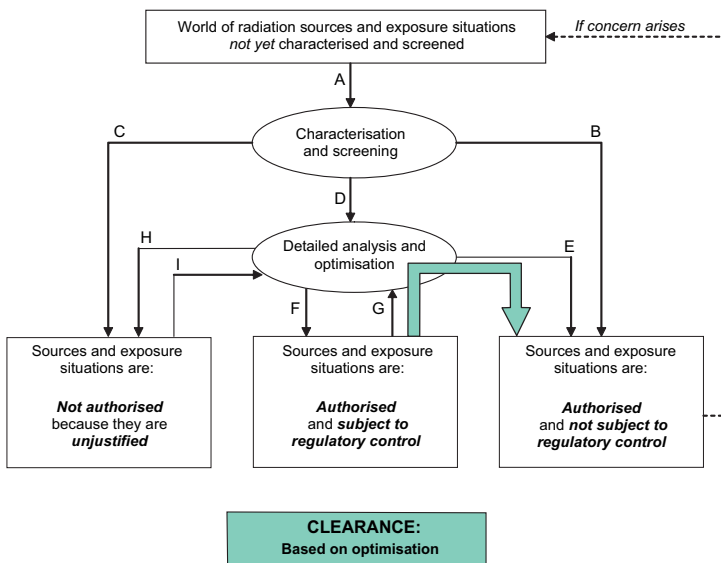 World of radiation sources and exposure situations
not yet characterised and screened
If concern arises
A
C
Characterisation
and screening
B
D
H
Detailed analysis and
optimisation
E
I
F
G
Sources and exposure
situations are:
Not authorised
because they are
unjustified
Sources and exposure
situations are:
Authorised
and subject to
regulatory control
Sources and exposure
situations are:
Authorised
and not subject to
regulatory control
CLEARANCE:
Based on optimisation